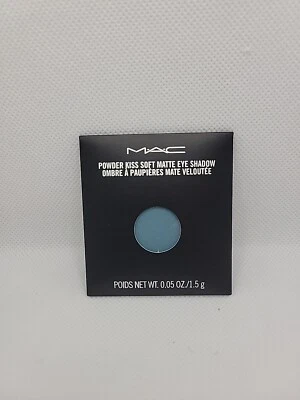 MAC
POWDER KISS SOFT MATTE EYE SHADOW
OMBRE À PAUPIÈRES MATE VELOUTÉE
POIDS NET WT. 0.05 OZ./1.5 g